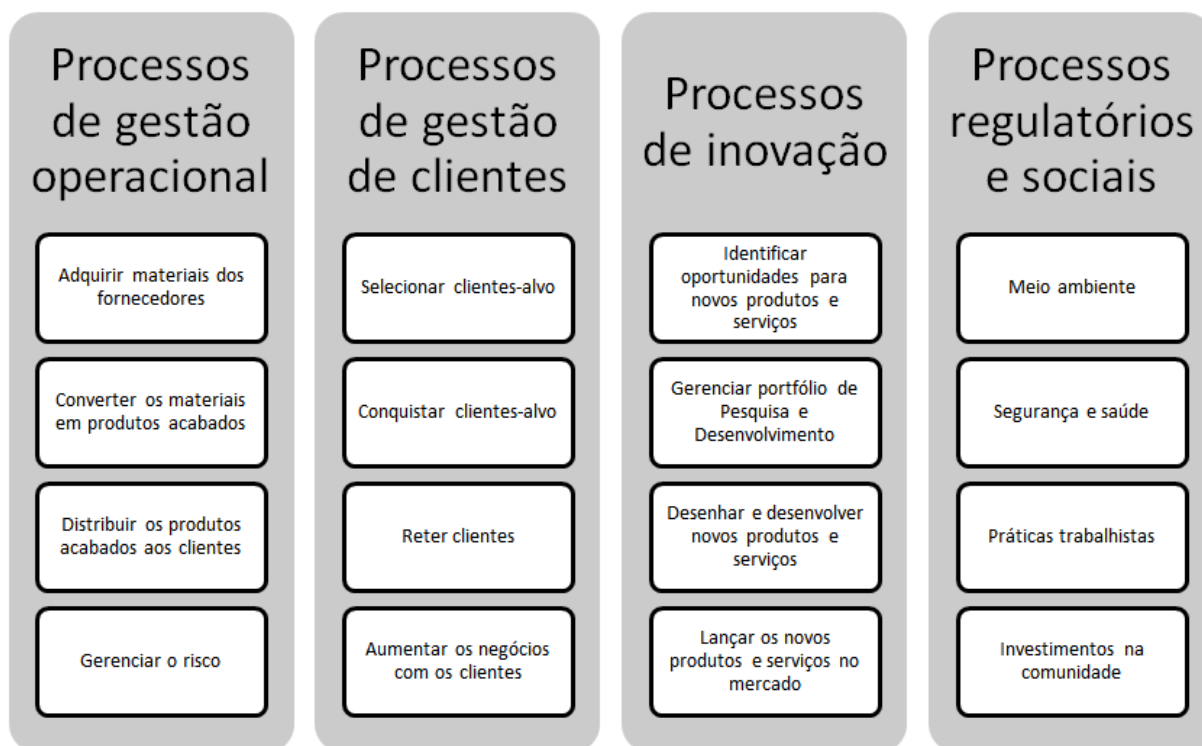 Processos
de gestão
operacional
Adquirir materiais dos
fornecedores
Converter os materiais
em produtos acabados
Distribuir os produtos
acabados aos clientes
Gerenciar o risco
Processos
de gestão
de clientes
Selecionar clientes-alvo
Conquistar clientes-alvo
Reter clientes
Aumentar os negócios
com os clientes
Processos
de inovação
Identificar
oportunidades para
novos produtos e
serviços
Gerenciar portfólio de
Pesquisa e
Desenvolvimento
Desenhar e desenvolver
novos produtos e
serviços
Lançar os novos
produtos e serviços no
mercado
Processos
regulatórios
e sociais
Meio ambiente
Segurança e saúde
Práticas trabalhistas
Investimentos na
comunidade